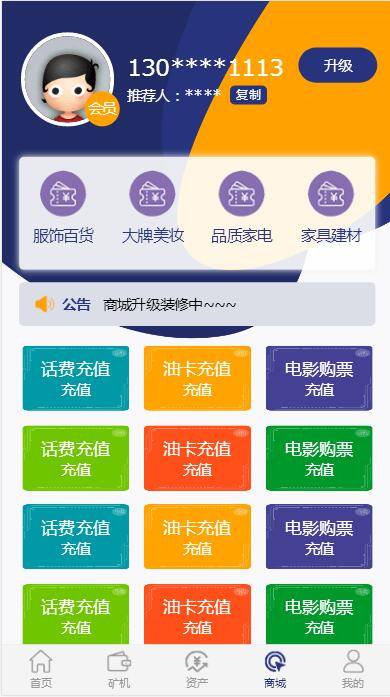 130****1113
升级
会员
推荐人：****
复制
服饰百货 大牌美妆 品质家电 家具建材
公告 商城升级装修中~~~
话费充值 油卡充值 电影购票
充值 充值 充值
话费充值 油卡充值 电影购票
充值 充值 充值
话费充值 油卡充值 电影购票
充值 充值 充值
话费充值 油卡充值 电影购票
充值 充值 充值
首页 矿机 资产 商城 我的